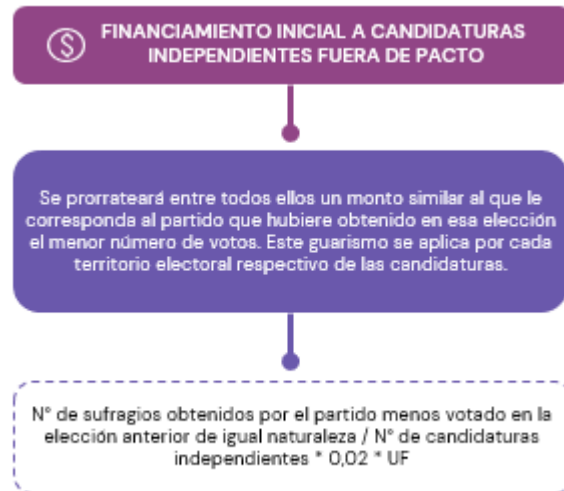 FINANCIAMIENTO INICIAL A CANDIDATURAS
INDEPENDIENTES FUERA DE PACTO
Se prorrateará entre todos ellos un monto similar al que le
corresponda al partido que hubiere obtenido en esa elección
el menor número de votos. Este guarismo se aplica por cada
territorio electoral respectivo de las candidaturas.
N° de sufragios obtenidos por el partido menos votado en la
elección anterior de igual naturaleza / N° de candidaturas
independientes * 0,02 * UF